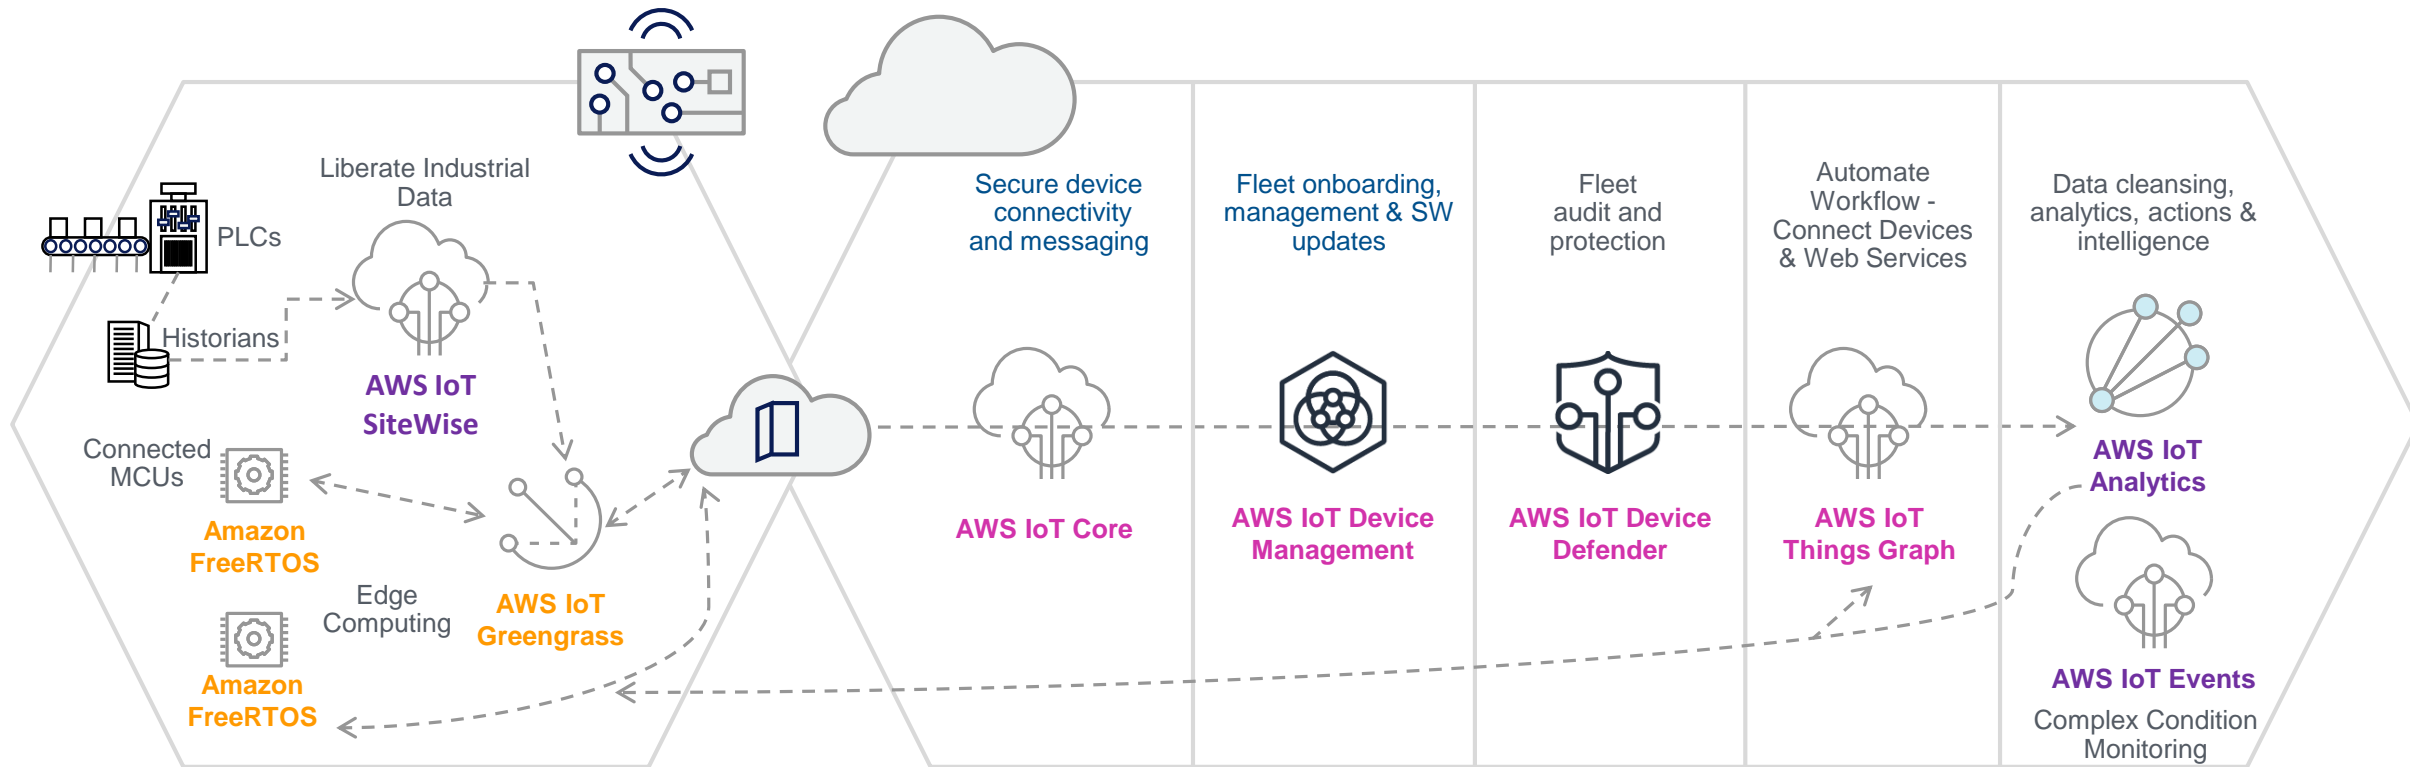 Liberate Industrial
Data
PLCs
Historians
AWS IoT
SiteWise
Connected
MCUs
Amazon
FreeRTOS
Edge
Computing
AWS IoT
Greengrass
Amazon
FreeRTOS
Secure device
connectivity
and messaging
AWS IoT Core
Fleet onboarding,
management & SW
updates
AWS IoT Device
Management
Fleet
audit and
protection
AWS IoT Device
Defender
Automate
Workflow -
Connect Devices
& Web Services
AWS IoT
Things Graph
Data cleansing,
analytics, actions &
intelligence
AWS IoT
Analytics
AWS IoT Events
Complex Condition
Monitoring